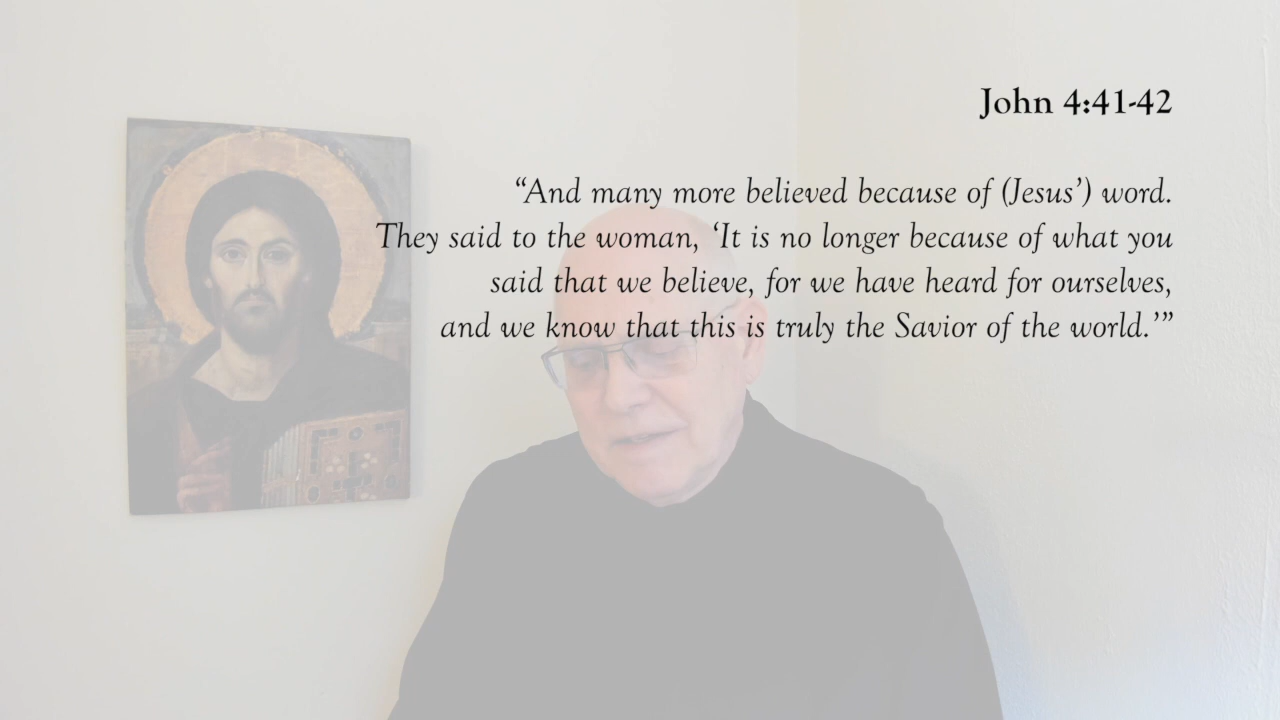 John 4:41-42
“And many more believed because of (Jesus’) word.
They said to the woman, ‘It is no longer because of what you
said that we believe, for we have heard for ourselves,
and we know that this is truly the Savior of the world.’”